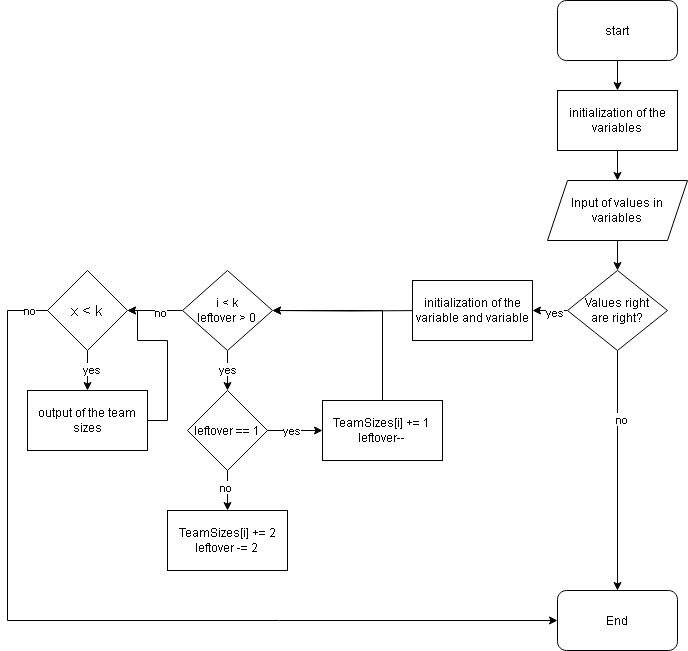 start
initialization of the
variables
Input of values in
variables
Values right
are right?
yes
no
initialization of the
variable and variable
i < k
leftover > 0
no
yes
x < k
no
yes
output of the team
sizes
leftover == 1
yes
no
TeamSizes[i] += 1
leftover--
TeamSizes[i] += 2
leftover -= 2
End